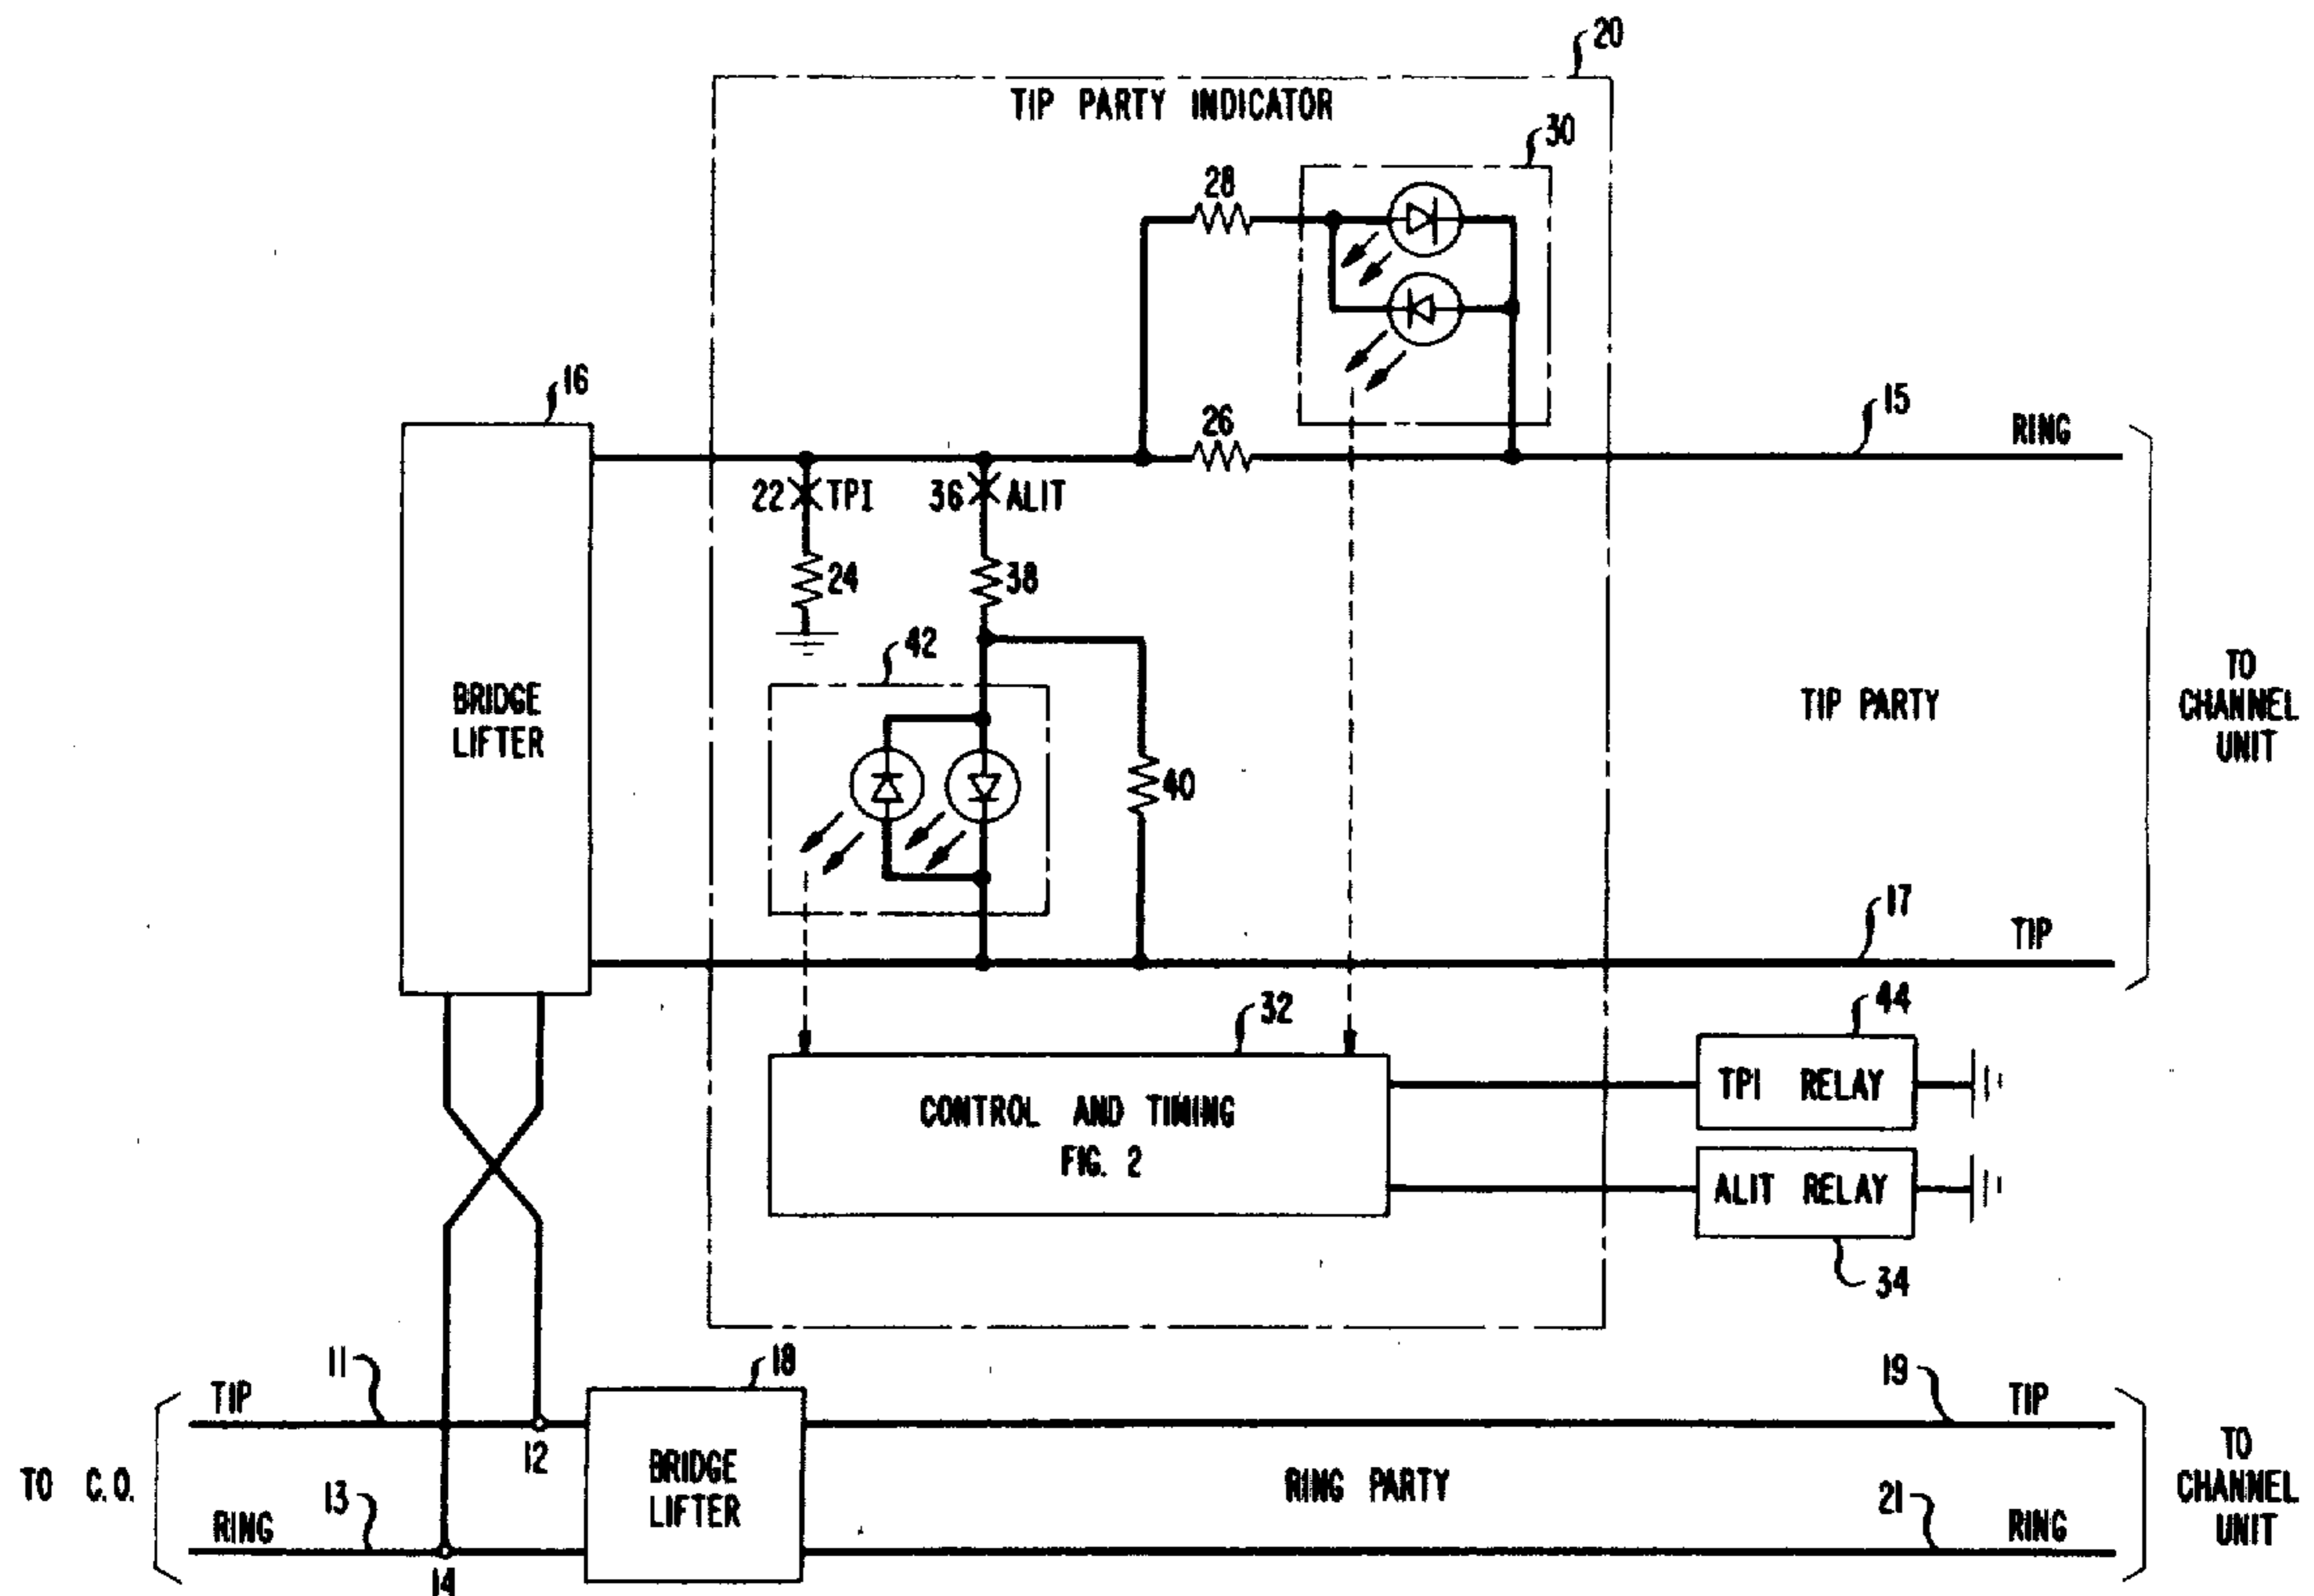 20
TIP PARTY INDICATOR
30
28
16
26
15
RING
22 TPI
36 ALIT
24
38
42
BRIDGE
LIFTER
40
TIP PARTY
TO
CHANNEL
UNIT
17
TIP
32
44
CONTROL AND TIMING
FIG. 2
TPI RELAY
ALIT RELAY
34
11
18
19
TIP
TIP
12
TO C.O.
BRIDGE
LIFTER
RING PARTY
TO
CHANNEL
UNIT
13
21
RING
RING
14